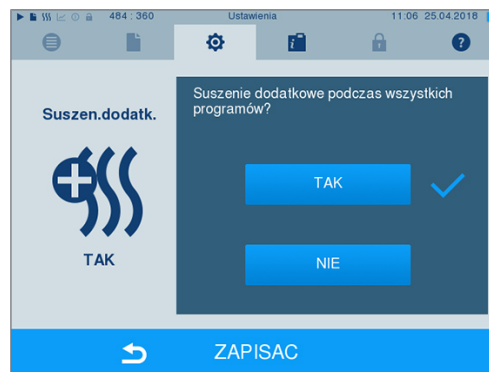 484 : 360 Ustawienia 11:06 25.04.2018
Suszen.dodatk.
TAK
Suszenie dodatkowe podczas wszystkich
programów?
TAK
NIE
ZAPISAC